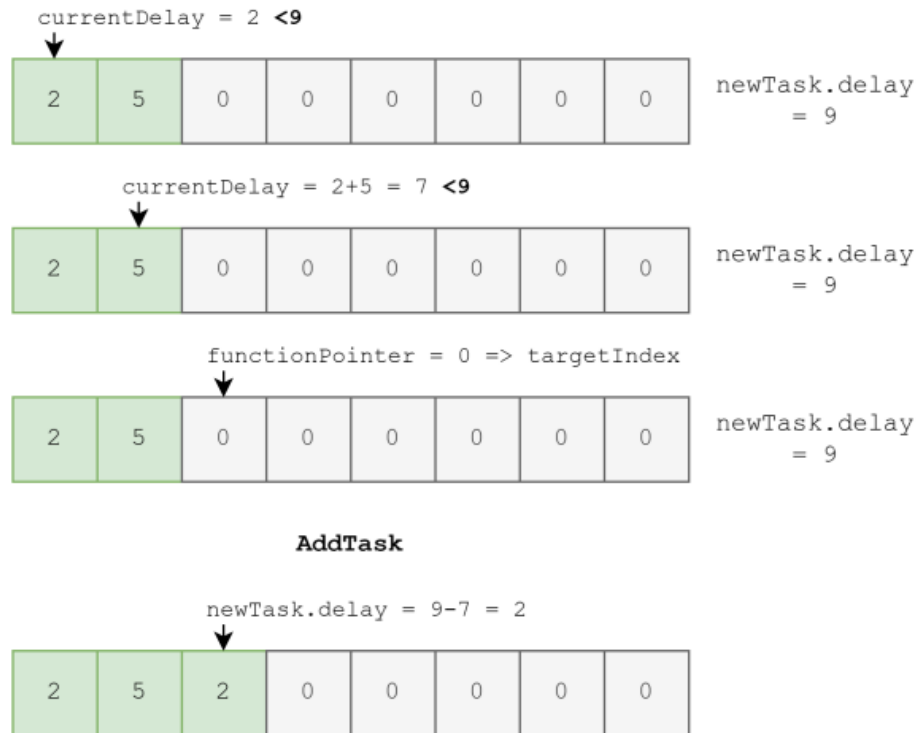 currentDelay = 2 <9
2 5 0 0 0 0 0 0
newTask.delay
= 9
currentDelay = 2+5 = 7 <9
2 5 0 0 0 0 0 0
newTask.delay
= 9
functionPointer = 0 => targetIndex
2 5 0 0 0 0 0 0
newTask.delay
= 9
AddTask
newTask.delay = 9-7 = 2
2 5 2 0 0 0 0 0